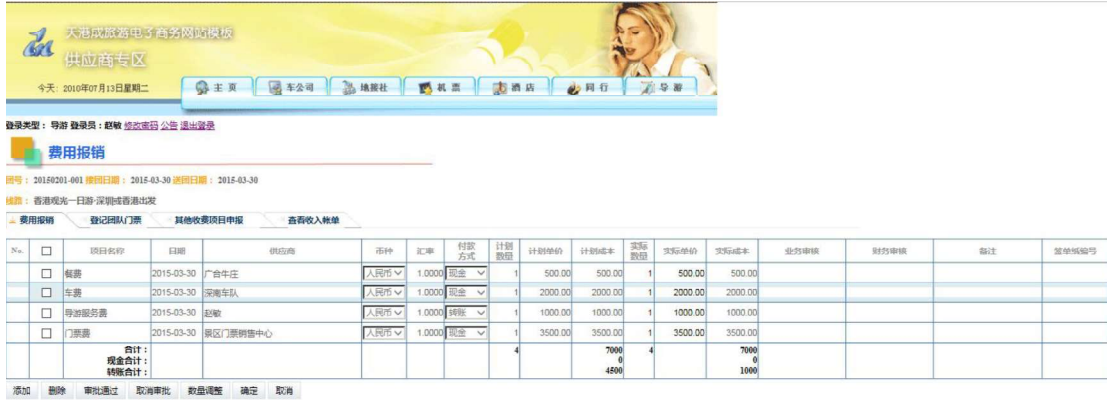 天港成旅游电子商务网站模板
供应商专区
今天: 2010年07月13日星期二
主页 车公司 地接社 机票 酒店 同行 导游
登录类型: 导游 登录员: 赵敏 修改密码 公告 退出登录
费用报销
团号: 20150201-001 接团日期: 2015-03-30 送团日期: 2015-03-30
线路: 香港观光一日游-深圳或香港出发
费用报销 登记团队门票 其他收费项目申报 查看收入帐单
No. 项目名称 日期 供应商 币种 汇率 付款方式 计划数量 计划单价 计划成本 实际数量 实际单价 实际成本 业务审核 财务审核 备注 签单纸编号
餐费 2015-03-30 广合牛庄 人民币 1.0000 现金 1 500.00 500.00 1 500.00 500.00
车费 2015-03-30 深南车队 人民币 1.0000 现金 1 2000.00 2000.00 1 2000.00 2000.00
导游服务费 2015-03-30 赵敏 人民币 1.0000 转账 1 1000.00 1000.00 1 1000.00 1000.00
门票费 2015-03-30 景区门票销售中心 人民币 1.0000 现金 1 3500.00 3500.00 1 3500.00 3500.00
合计: 4 7000 4 7000
现金合计: 0 0
转账合计: 4500 1000
添加 删除 审批通过 取消审批 数量调整 确定 取消